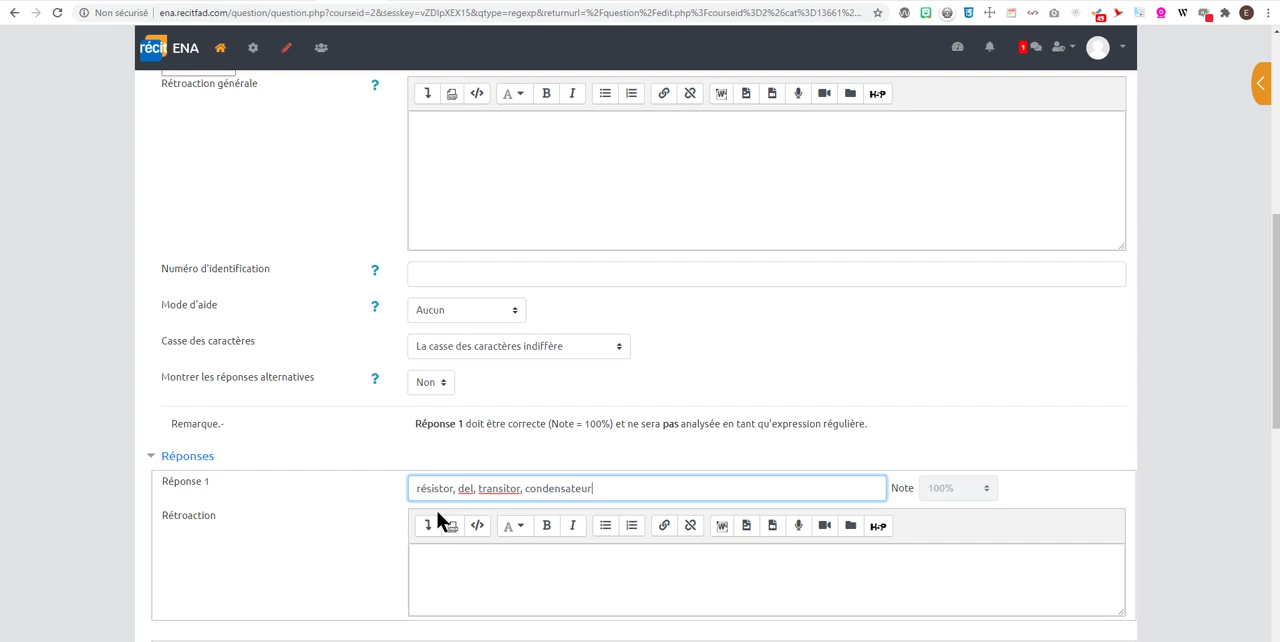 Non sécurisé
ena.recitfad.com/question/question.php?courseid=2&sesskey=vZDIpXEX15&qtype=regexp&returnurl=%2Fquestion%2Fedit.php%3Fcourseid%3D2%26cat%3D13661%2...
49
E
récit ENA
1
Rétroaction générale
?
A
B
I
H-P
Numéro d'identification
?
Mode d'aide
?
Aucun
Casse des caractères
La casse des caractères indiffère
Montrer les réponses alternatives
?
Non
Remarque.-
Réponse 1 doit être correcte (Note = 100%) et ne sera pas analysée en tant qu'expression régulière.
Réponses
Réponse 1
résistor, del, transitor, condensateur
Note
100%
Rétroaction
A
B
I
H-P